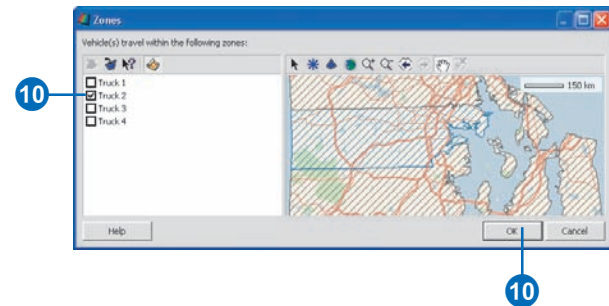 Zones
Vehicle(s) travel within the following zones:
150 km
Truck 1
10
Truck 2
Truck 3
Truck 4
Help
OK
Cancel
10